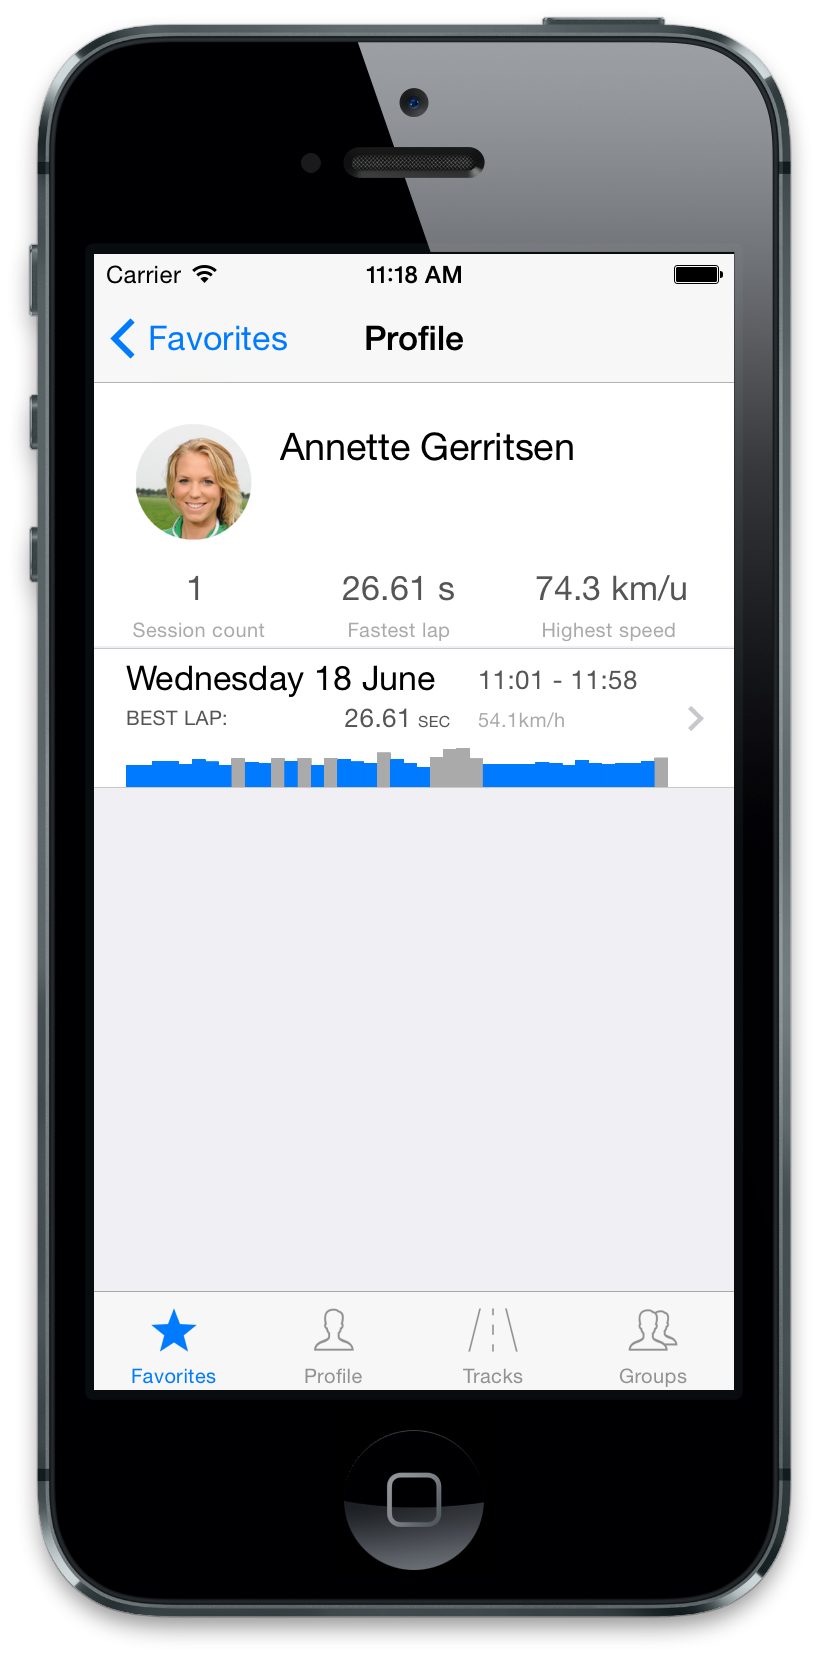 Carrier 11:18 AM
Favorites Profile
Annette Gerritsen
1 26.61 s 74.3 km/u
Session count Fastest lap Highest speed
Wednesday 18 June 11:01 - 11:58
BEST LAP: 26.61 SEC 54.1km/h
Favorites Profile Tracks Groups